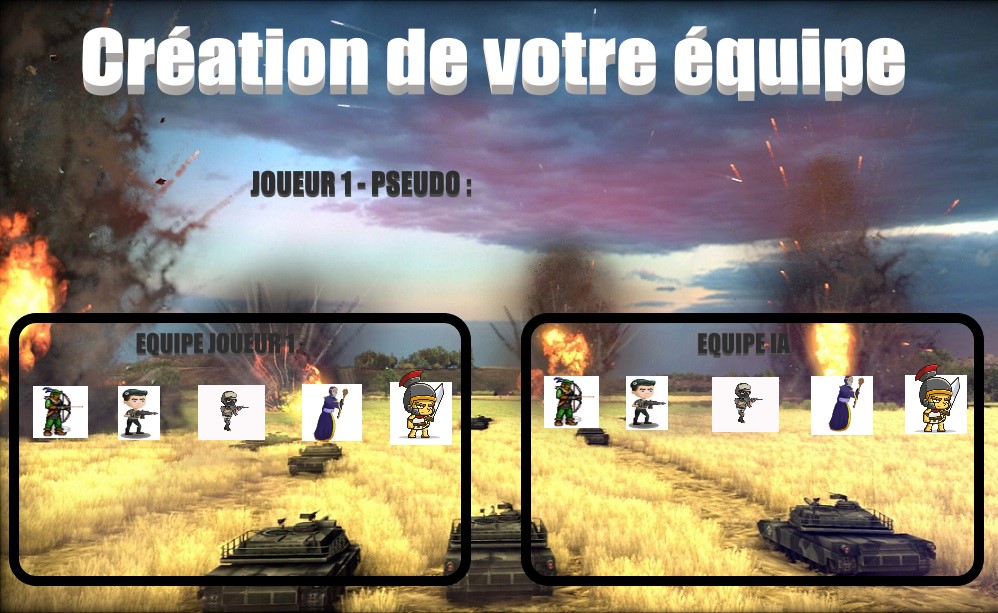 Création de votre équipe
JOUEUR 1 - PSEUDO :
EQUIPE JOUEUR 1
EQUIPE IA